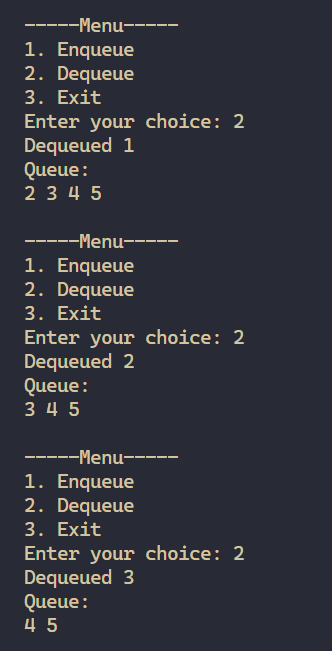 -----Menu-----
1. Enqueue
2. Dequeue
3. Exit
Enter your choice: 2
Dequeued 1
Queue:
2 3 4 5
-----Menu-----
1. Enqueue
2. Dequeue
3. Exit
Enter your choice: 2
Dequeued 2
Queue:
3 4 5
-----Menu-----
1. Enqueue
2. Dequeue
3. Exit
Enter your choice: 2
Dequeued 3
Queue:
4 5